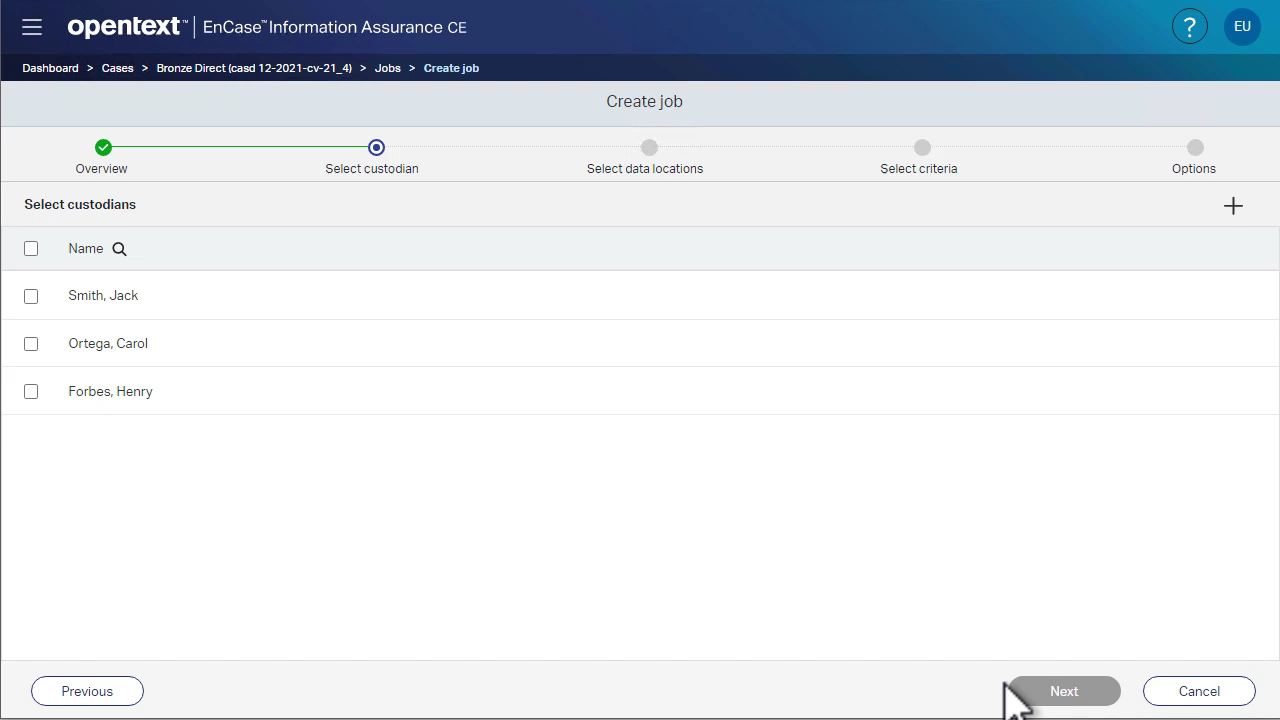 opentext™ | EnCase™ Information Assurance CE
?
EU
Dashboard > Cases > Bronze Direct (casd 12-2021-cv-21_4) > Jobs > Create job
Create job
Overview
Select custodian
Select data locations
Select criteria
Options
Select custodians
Name
Smith, Jack
Ortega, Carol
Forbes, Henry
Previous
Next
Cancel